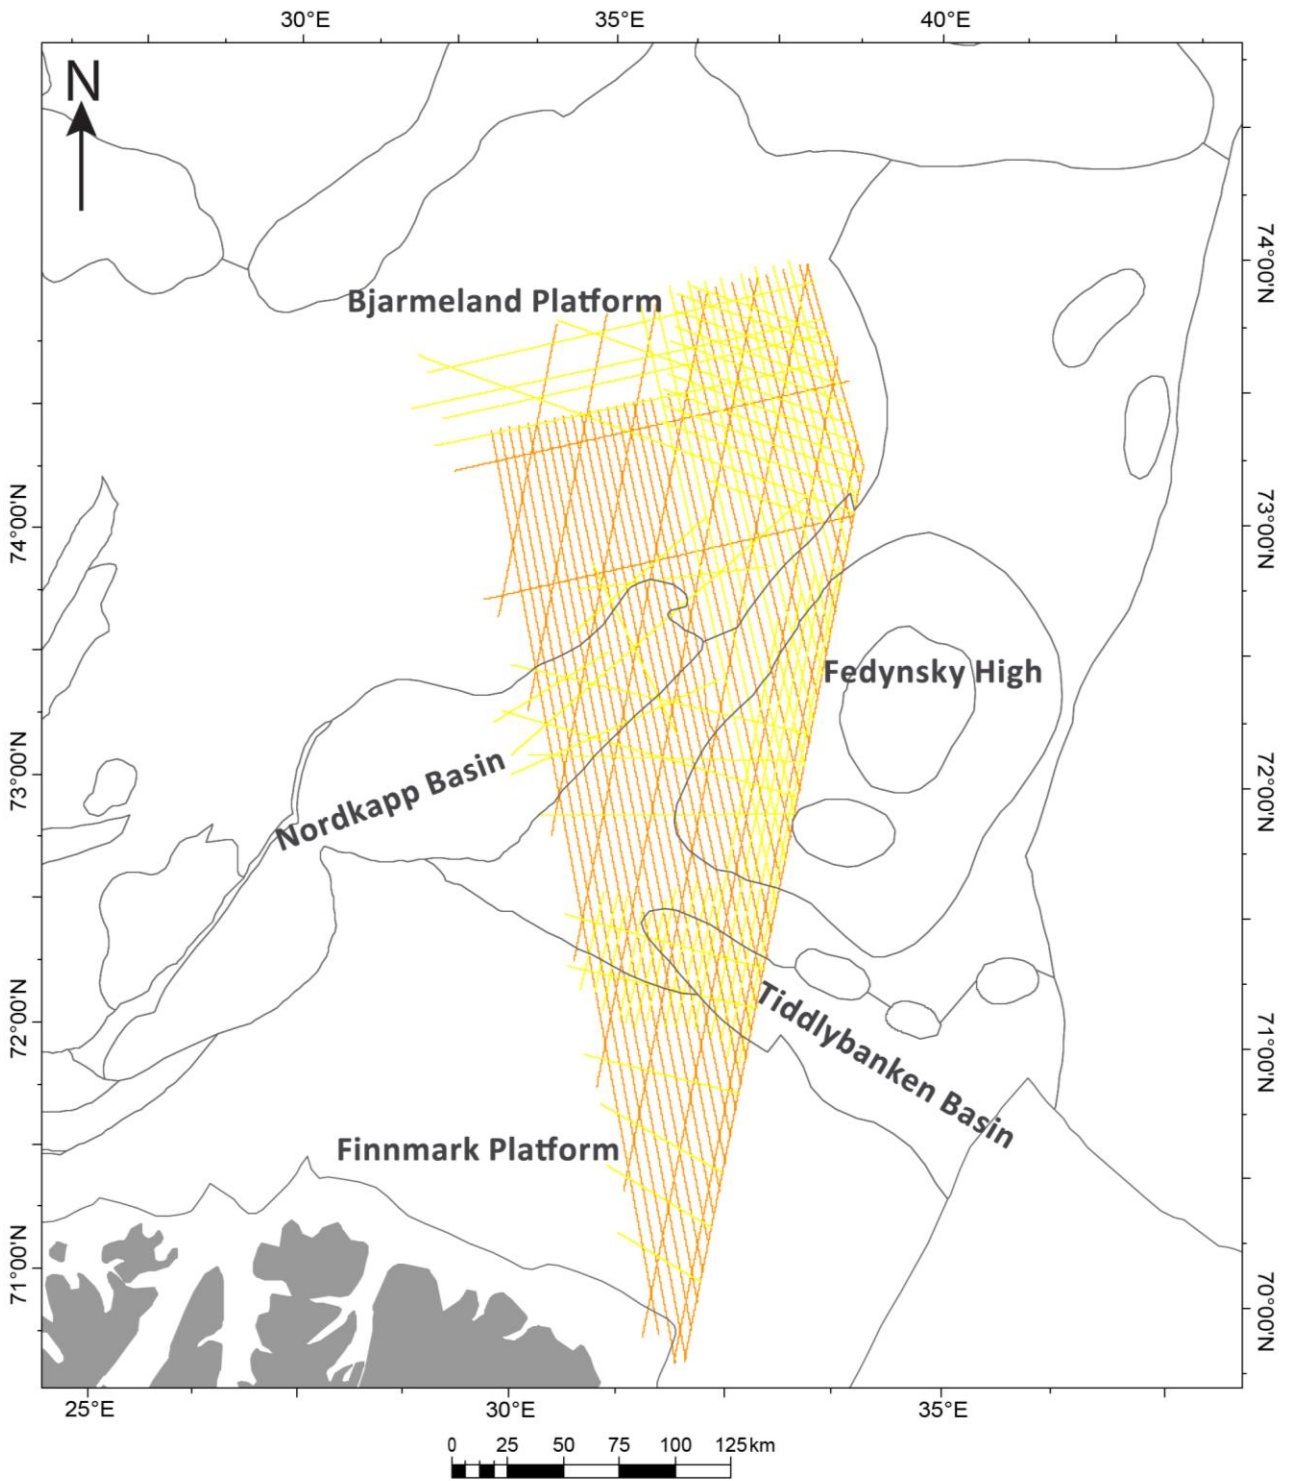 30°E 35°E 40°E
N
74°00'N
Bjarmeland Platform
74°00'N
73°00'N
Fedynsky High
Nordkapp Basin
73°00'N
72°00'N
Tiddlybanken Basin
72°00'N
71°00'N
Finnmark Platform
71°00'N
70°00'N
25°E 30°E 35°E
0 25 50 75 100 125 km